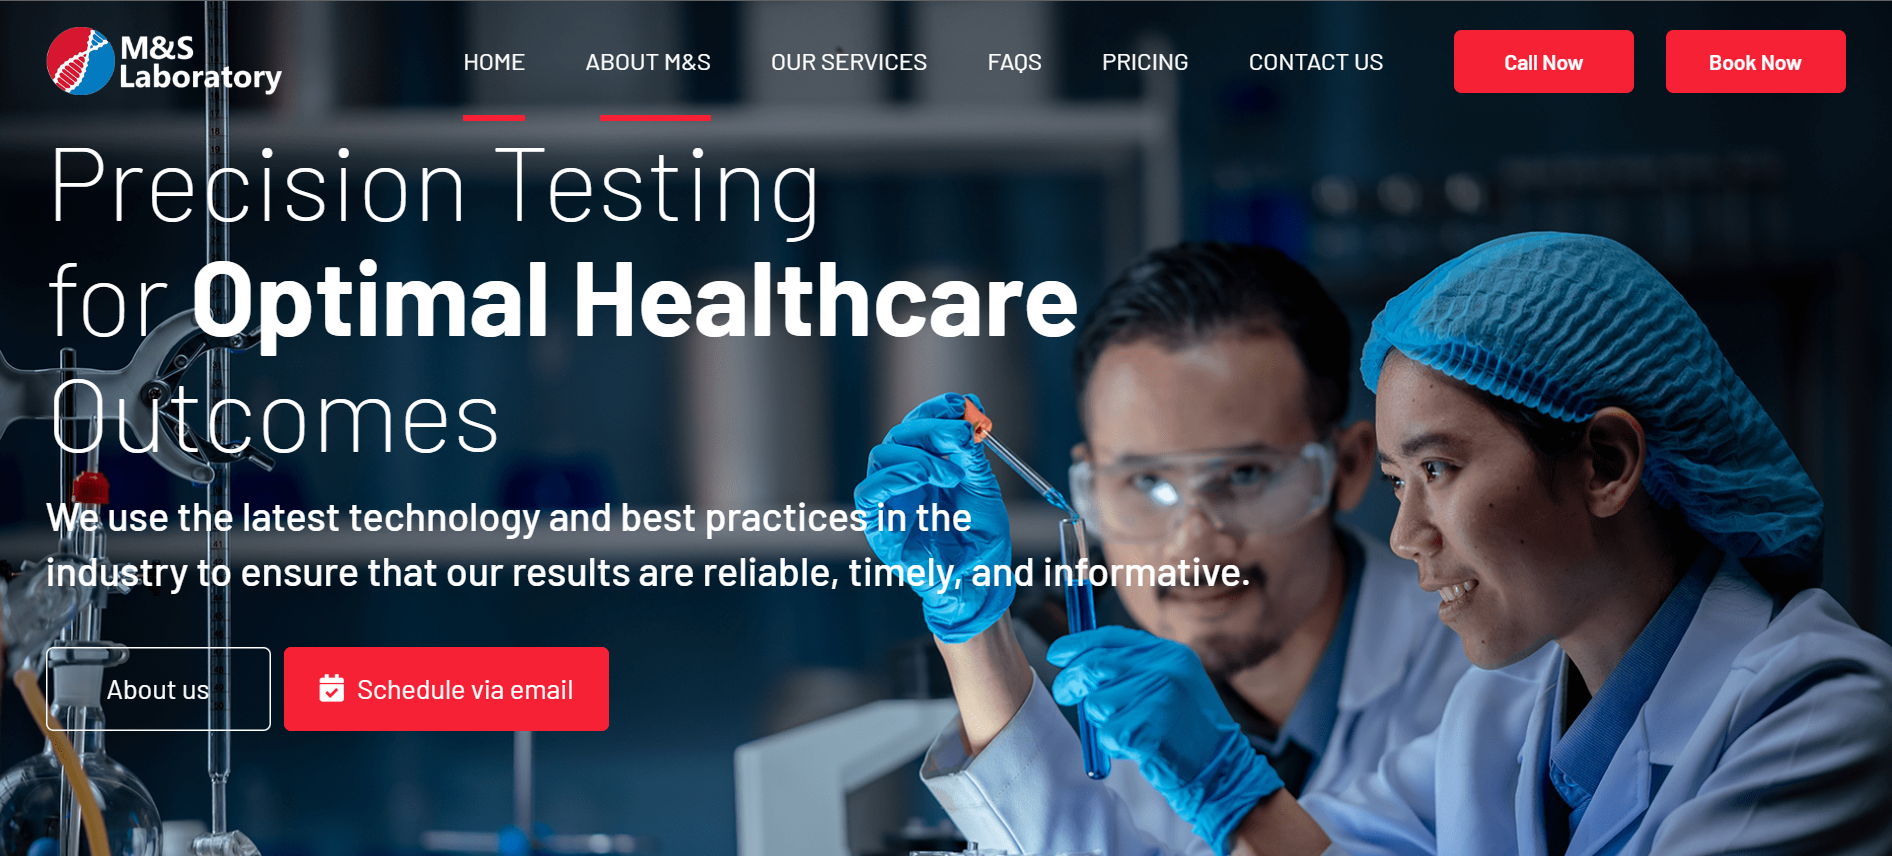 M&S
Laboratory
HOME
ABOUT M&S
OUR SERVICES
FAQS
PRICING
CONTACT US
Call Now
Book Now
Precision Testing
for Optimal Healthcare
Outcomes
We use the latest technology and best practices in the
industry to ensure that our results are reliable, timely, and informative.
About us
Schedule via email